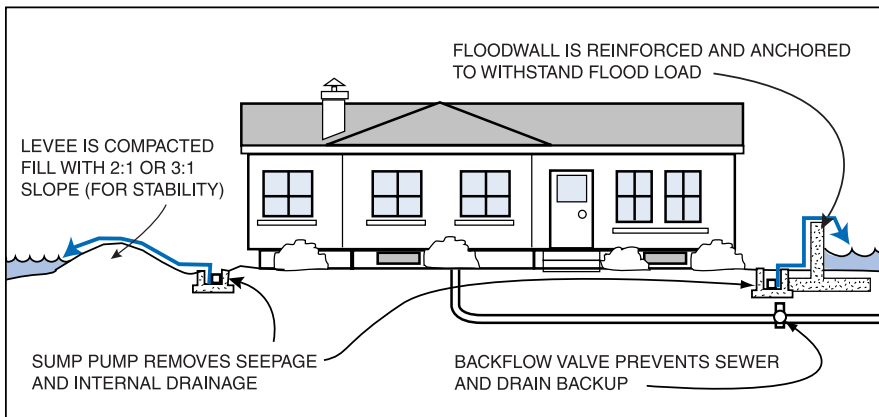 FLOODWALL IS REINFORCED AND ANCHORED
TO WITHSTAND FLOOD LOAD
LEVEE IS COMPACTED
FILL WITH 2:1 OR 3:1
SLOPE (FOR STABILITY)
SUMP PUMP REMOVES SEEPAGE
AND INTERNAL DRAINAGE
BACKFLOW VALVE PREVENTS SEWER
AND DRAIN BACKUP